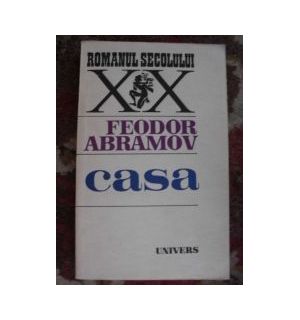 ROMANUL SECOLULUI
XX
FEODOR
ABRAMOV
casa
UNIVERS